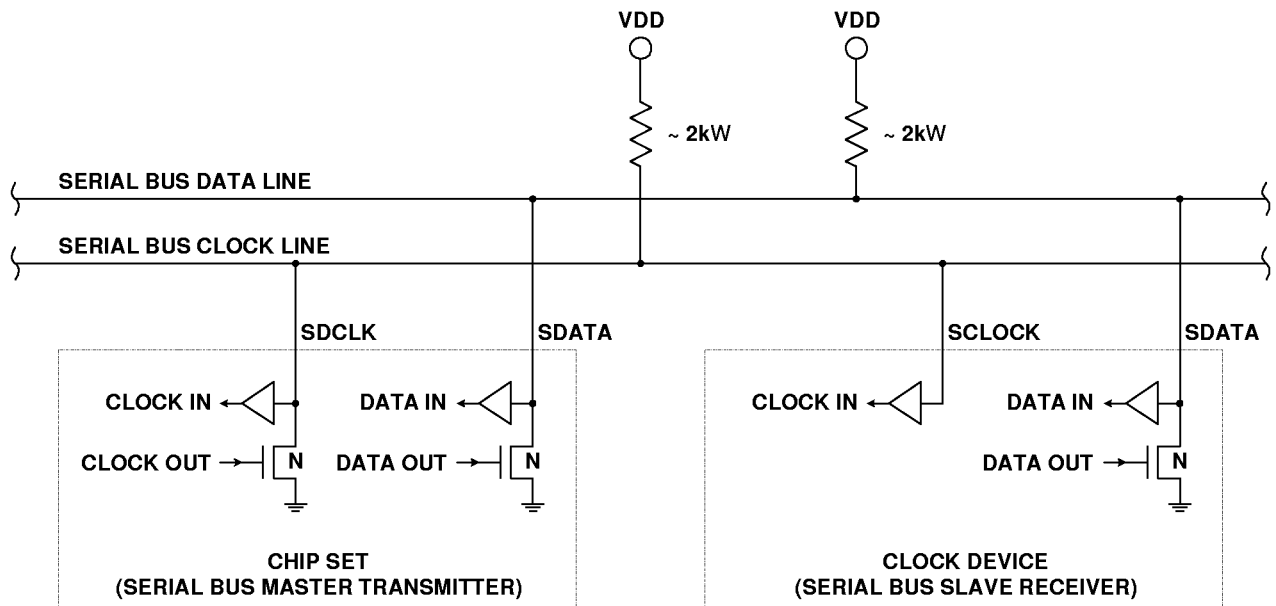 VDD
VDD
~ 2kW
~ 2kW
SERIAL BUS DATA LINE
SERIAL BUS CLOCK LINE
SDCLK
SDATA
SCLOCK
SDATA
CLOCK IN
DATA IN
CLOCK IN
DATA IN
CLOCK OUT
N
DATA OUT
N
DATA OUT
N
CHIP SET
(SERIAL BUS MASTER TRANSMITTER)
CLOCK DEVICE
(SERIAL BUS SLAVE RECEIVER)